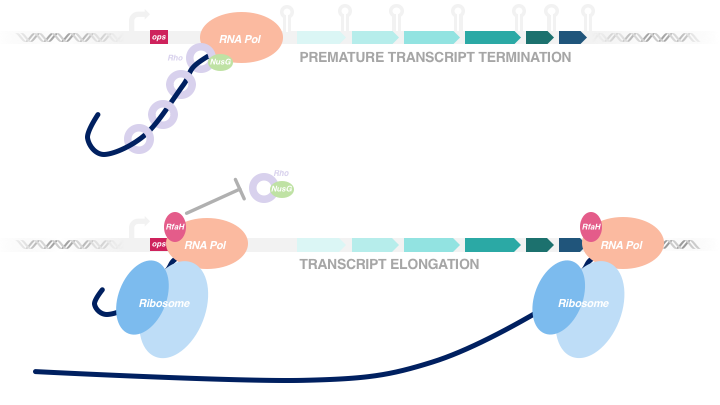 ops
RNA Pol
Rho
NusG
PREMATURE TRANSCRIPT TERMINATION
Rho
NusG
RfaH
ops
RNA Pol
RfaH
RNA Pol
TRANSCRIPT ELONGATION
Ribosome
Ribosome